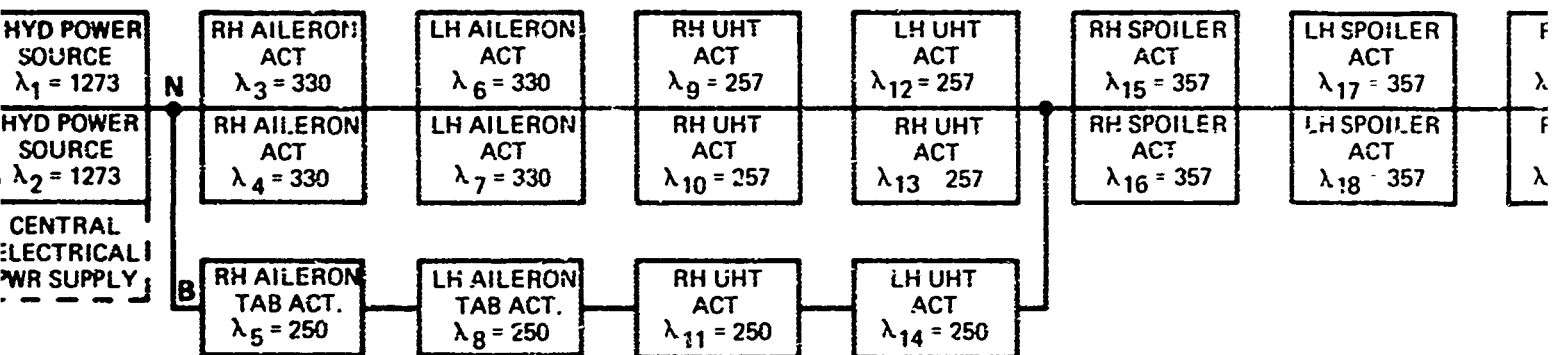 HYD POWER
SOURCE
λ1 = 1273
N
RH AILERON
ACT
λ3 = 330
LH AILERON
ACT
λ6 = 330
RH UHT
ACT
λ9 = 257
LH UHT
ACT
λ12 = 257
RH SPOILER
ACT
λ15 = 357
LH SPOILER
ACT
λ17 = 357
HYD POWER
SOURCE
λ2 = 1273
RH AILERON
ACT
λ4 = 330
LH AILERON
ACT
λ7 = 330
RH UHT
ACT
λ10 = 257
RH UHT
ACT
λ13 257
RH SPOILER
ACT
λ16 = 357
LH SPOILER
ACT
λ18 - 357
CENTRAL
ELECTRICAL
PWR SUPPLY
B
RH AILERON
TAB ACT.
λ5 = 250
LH AILERON
TAB ACT.
λ8 = 250
RH UHT
ACT
λ11 = 250
LH UHT
ACT
λ14 = 250